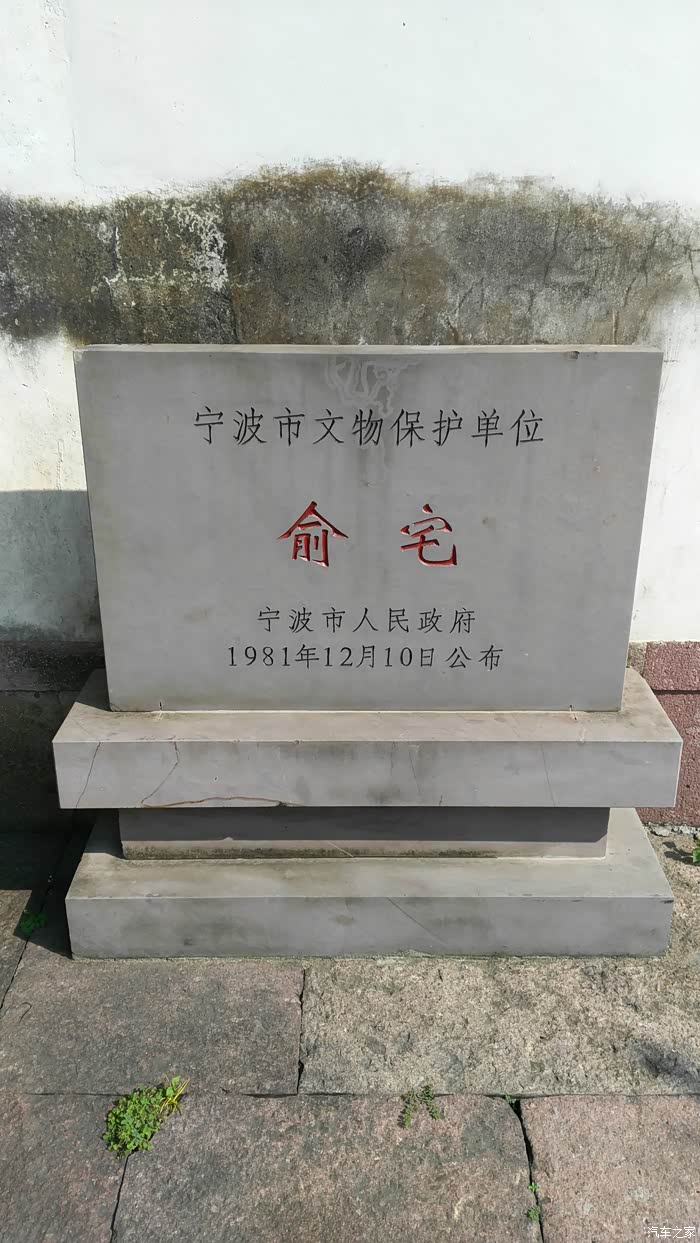 宁波市文物保护单位
俞宅
宁波市人民政府
1981年12月10日公布
汽车之家